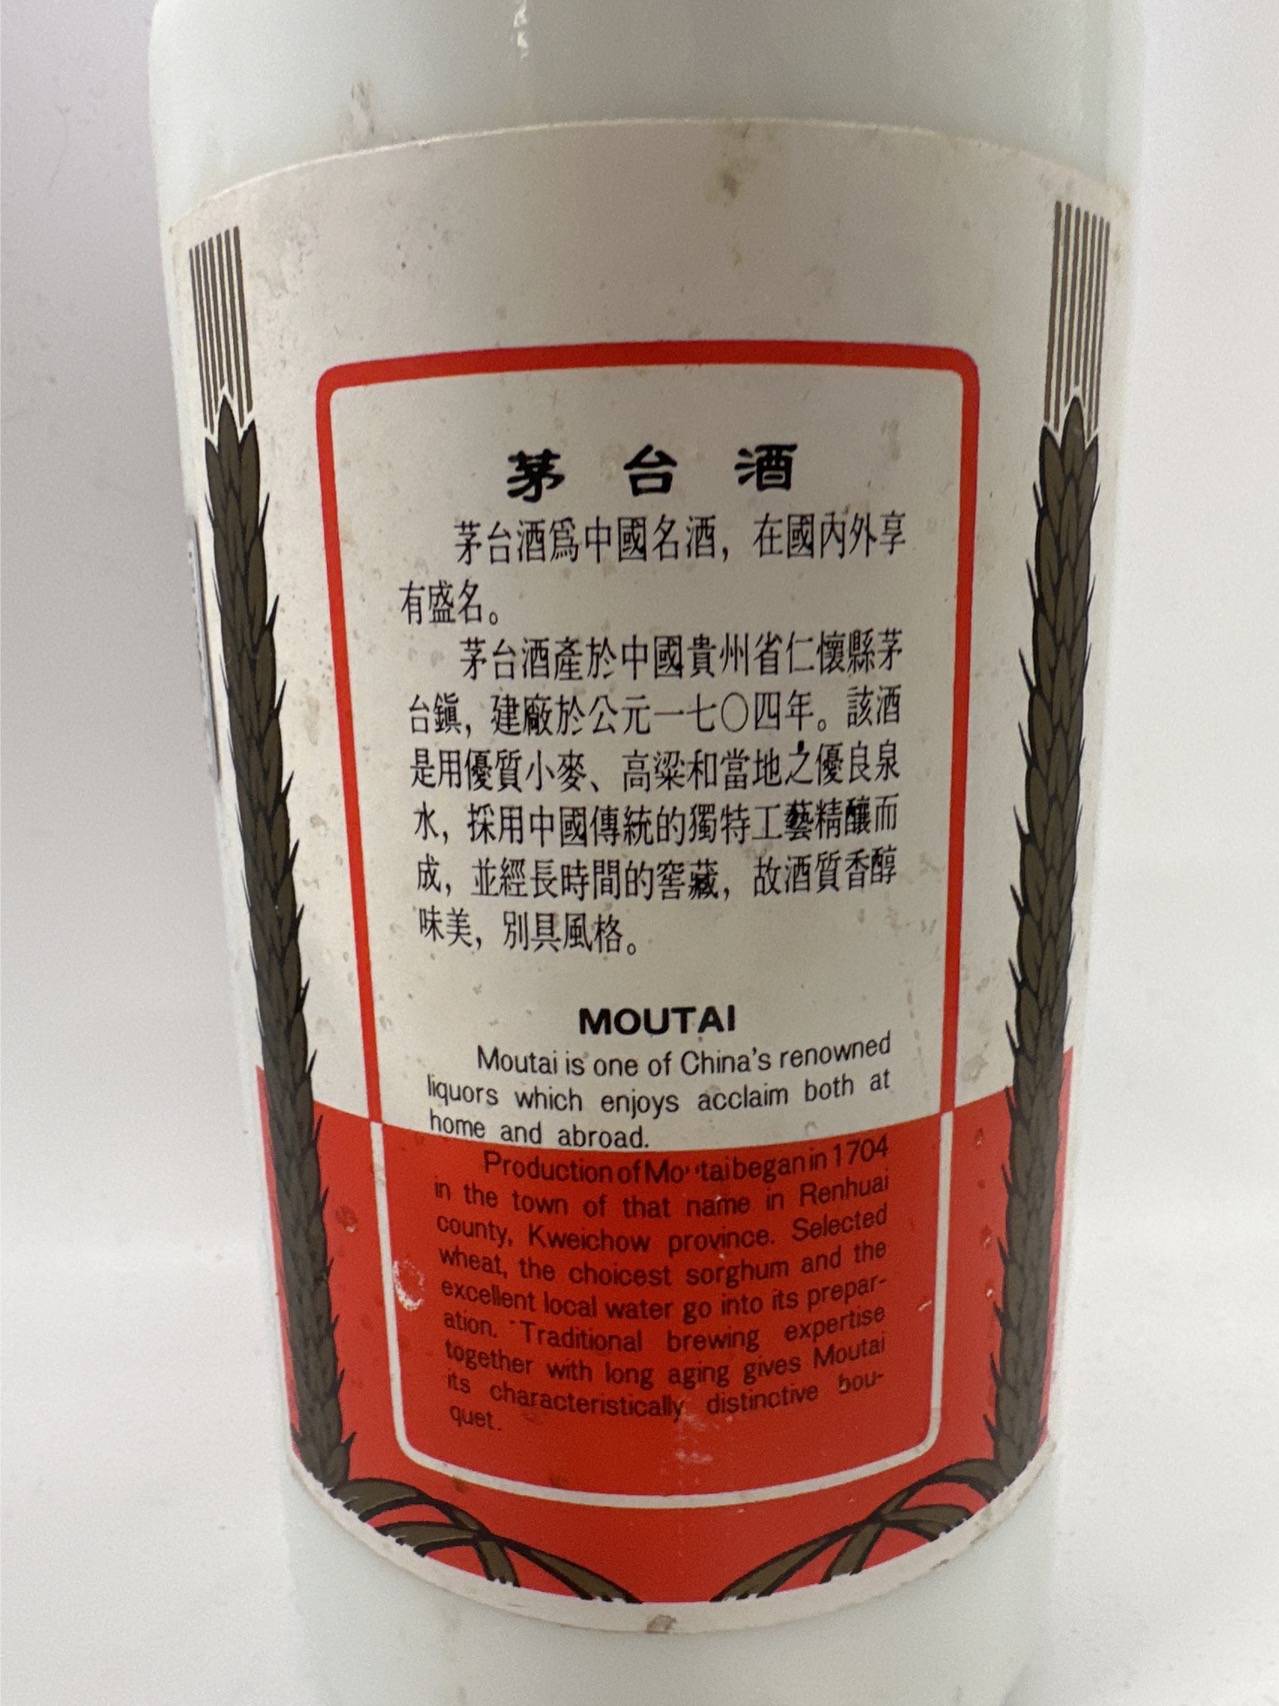 茅台酒
茅台酒爲中國名酒，在國內外享
有盛名。
茅台酒產於中國貴州省仁懷縣茅
台鎭，建廠於公元一七〇四年。該酒
是用優質小麥、高粱和當地之優良泉
水，採用中國傳統的獨特工藝精釀而
成，並經長時間的窖藏，故酒質香醇
味美，別具風格。
MOUTAI
Moutai is one of China's renowned
liquors which enjoys acclaim both at
home and abroad.
Production of Moutai began in 1704
in the town of that name in Renhuai
county, Kweichow province. Selected
wheat, the choicest sorghum and the
excellent local water go into its prepar-
ation. Traditional brewing expertise
together with long aging gives Moutai
its characteristically distinctive bou-
quet.